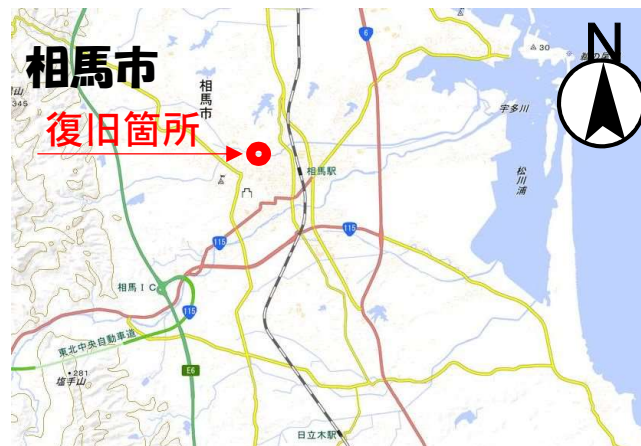 相馬市
345
復旧箇所
相馬市
6
30
N
宇多川
松川浦
相馬駅
115
115
相馬IC
115
東北中央自動車道
E6
281
塩手山
日立木駅